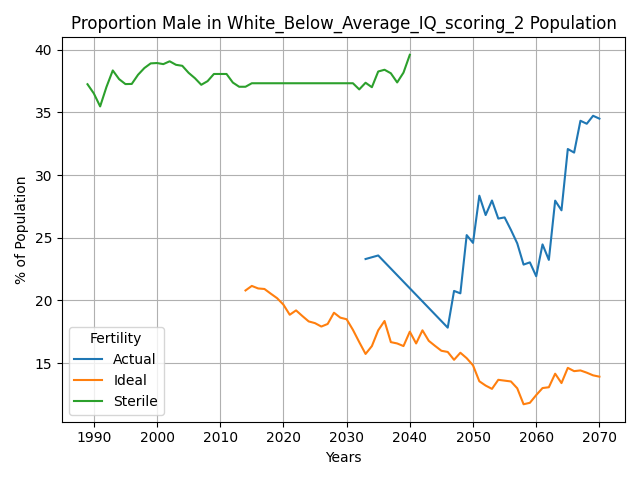 Proportion Male in White_Below_Average_IQ_scoring_2 Population
% of Population
40
35
30
25
20
15
Fertility
Actual
Ideal
Sterile
1990 2000 2010 2020 2030 2040 2050 2060 2070
Years